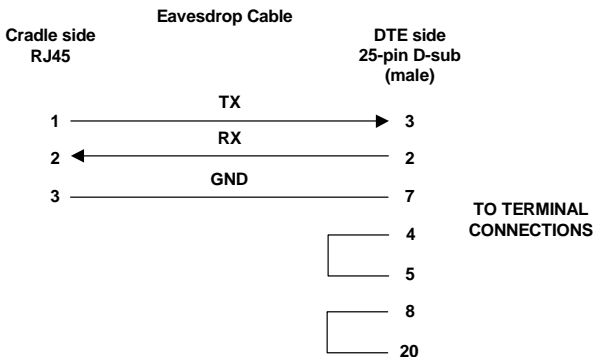 Eavesdrop Cable
Cradle side
RJ45
DTE side
25-pin D-sub
(male)
TX
1
3
RX
2
2
GND
3
7
TO TERMINAL
CONNECTIONS
4
5
8
20